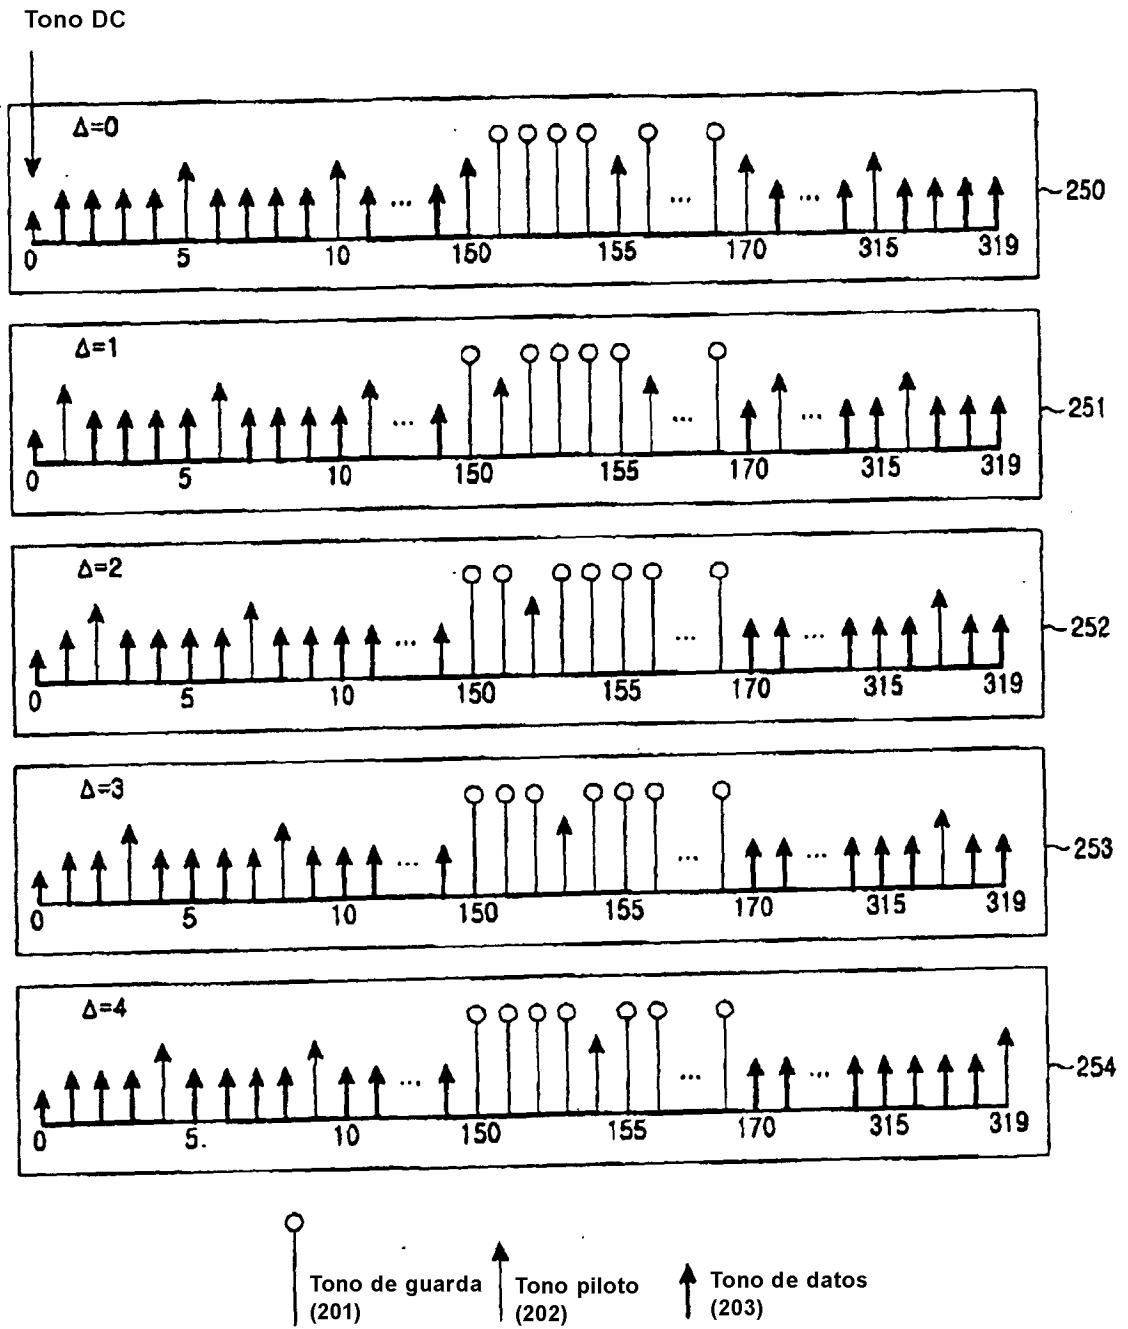 Tono DC
Δ=0
0 5 10 ... 150 155 ... 170 ... 315 319
250
Δ=1
0 5 10 ... 150 155 ... 170 ... 315 319
251
Δ=2
0 5 10 ... 150 155 ... 170 ... 315 319
252
Δ=3
0 5 10 ... 150 155 ... 170 ... 315 319
253
Δ=4
0 5. 10 ... 150 155 ... 170 ... 315 319
254
Tono de guarda
(201)
Tono piloto
(202)
Tono de datos
(203)